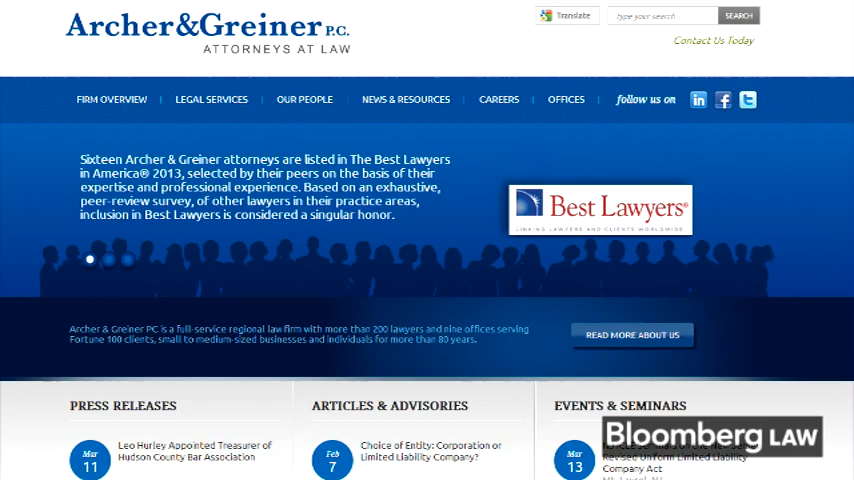 Archer&Greiner P.C.
ATTORNEYS AT LAW
Translate
type your search
SEARCH
Contact Us Today
FIRM OVERVIEW
LEGAL SERVICES
OUR PEOPLE
NEWS & RESOURCES
CAREERS
OFFICES
follow us on
in
f
t
Sixteen Archer & Greiner attorneys are listed in The Best Lawyers
in America® 2013, selected by their peers on the basis of their
expertise and professional experience. Based on an exhaustive,
peer-review survey, of other lawyers in their practice areas,
inclusion in Best Lawyers is considered a singular honor.
Best Lawyers®
LINKING LAWYERS AND CLIENTS WORLDWIDE
Archer & Greiner PC is a full-service regional law firm with more than 200 lawyers and nine offices serving
Fortune 100 clients, small to medium-sized businesses and individuals for more than 80 years.
READ MORE ABOUT US
PRESS RELEASES
Mar
11
Leo Hurley Appointed Treasurer of
Hudson County Bar Association
ARTICLES & ADVISORIES
Feb
7
Choice of Entity: Corporation or
Limited Liability Company?
EVENTS & SEMINARS
Mar
13
Revised Uniform Limited Liability
Company Act
Bloomberg LAW